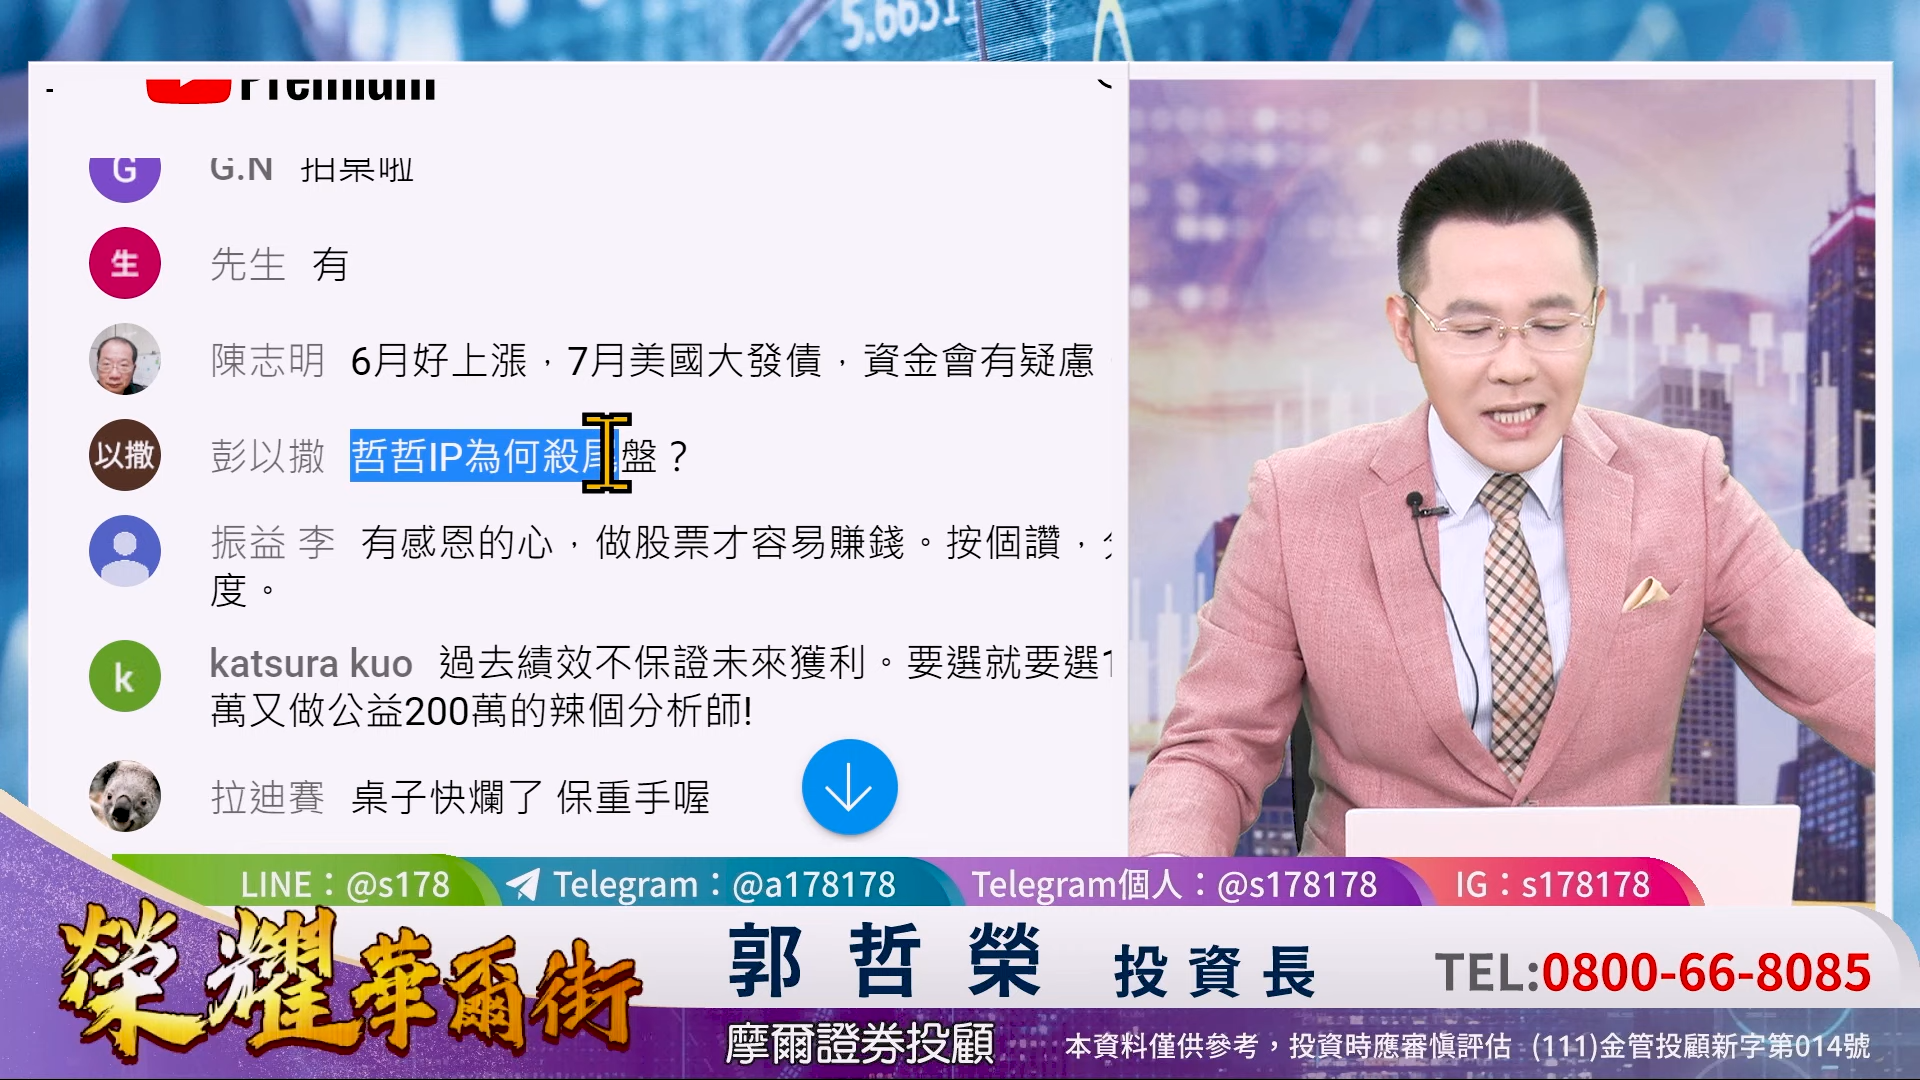 5.6631
Premium
G
G.N 拍桌啦
生
先生 有
陳志明 6月好上漲，7月美國大發債，資金會有疑慮
以撒
彭以撒 哲哲IP為何殺尾盤？
振益 李 有感恩的心，做股票才容易賺錢。按個讚，
度。
k
katsura kuo 過去績效不保證未來獲利。要選就要選1
萬又做公益200萬的辣個分析師!
拉迪賽 桌子快爛了 保重手喔
LINE：@s178
Telegram：@a178178
Telegram個人：@s178178
IG：s178178
榮耀華爾街
郭哲榮 投資長
TEL:0800-66-8085
摩爾證券投顧
本資料僅供參考，投資時應審慎評估 (111)金管投顧新字第014號